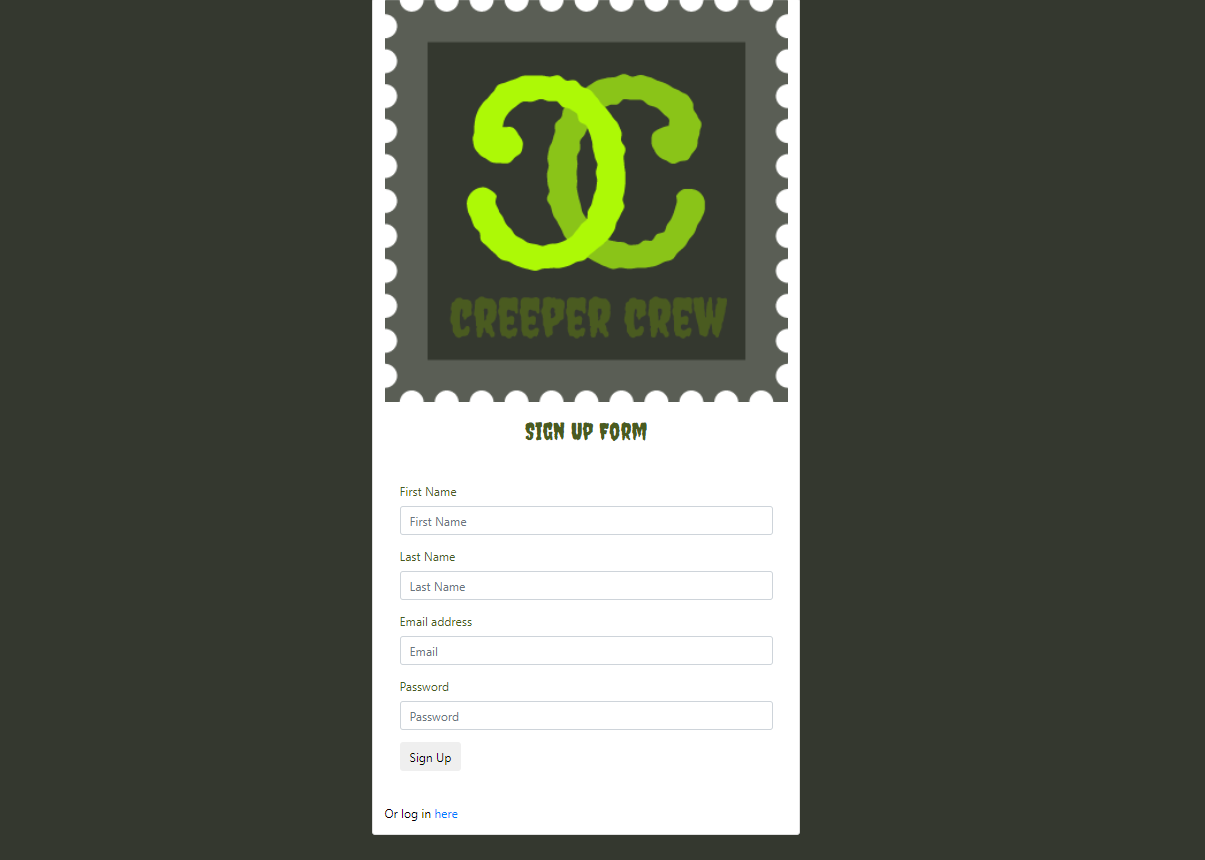 CREEPER CREW
SIGN UP FORM
First Name
First Name
Last Name
Last Name
Email address
Email
Password
Password
Sign Up
Or log in here